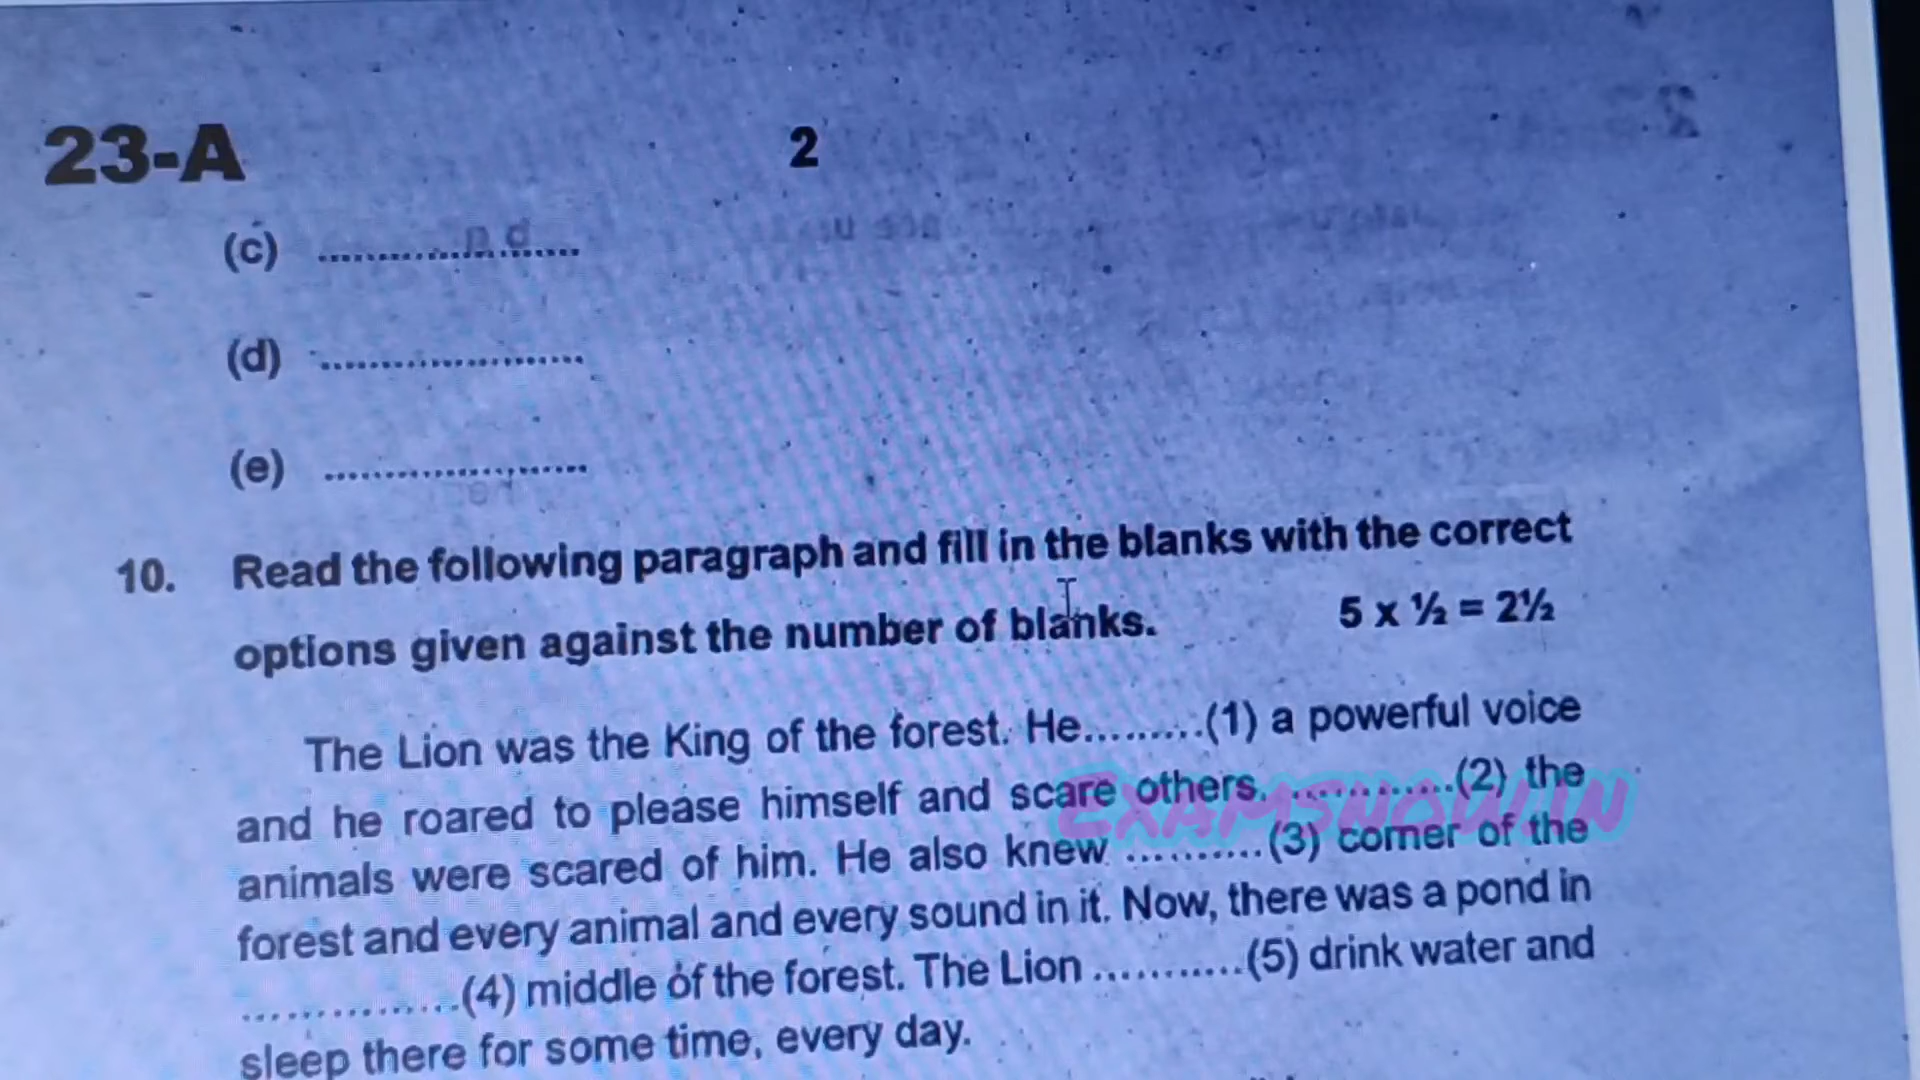 23-A
2
(c) ........................
(d) ........................
(e) ........................
10. Read the following paragraph and fill in the blanks with the correct
options given against the number of blanks. 5 x ½ = 2½
The Lion was the King of the forest. He.........(1) a powerful voice
and he roared to please himself and scare others. ............(2) the
animals were scared of him. He also knew ..........(3) corner of the
forest and every animal and every sound in it. Now, there was a pond in
................(4) middle of the forest. The Lion ...........(5) drink water and
sleep there for some time, every day.
EXAMSNOW.IN